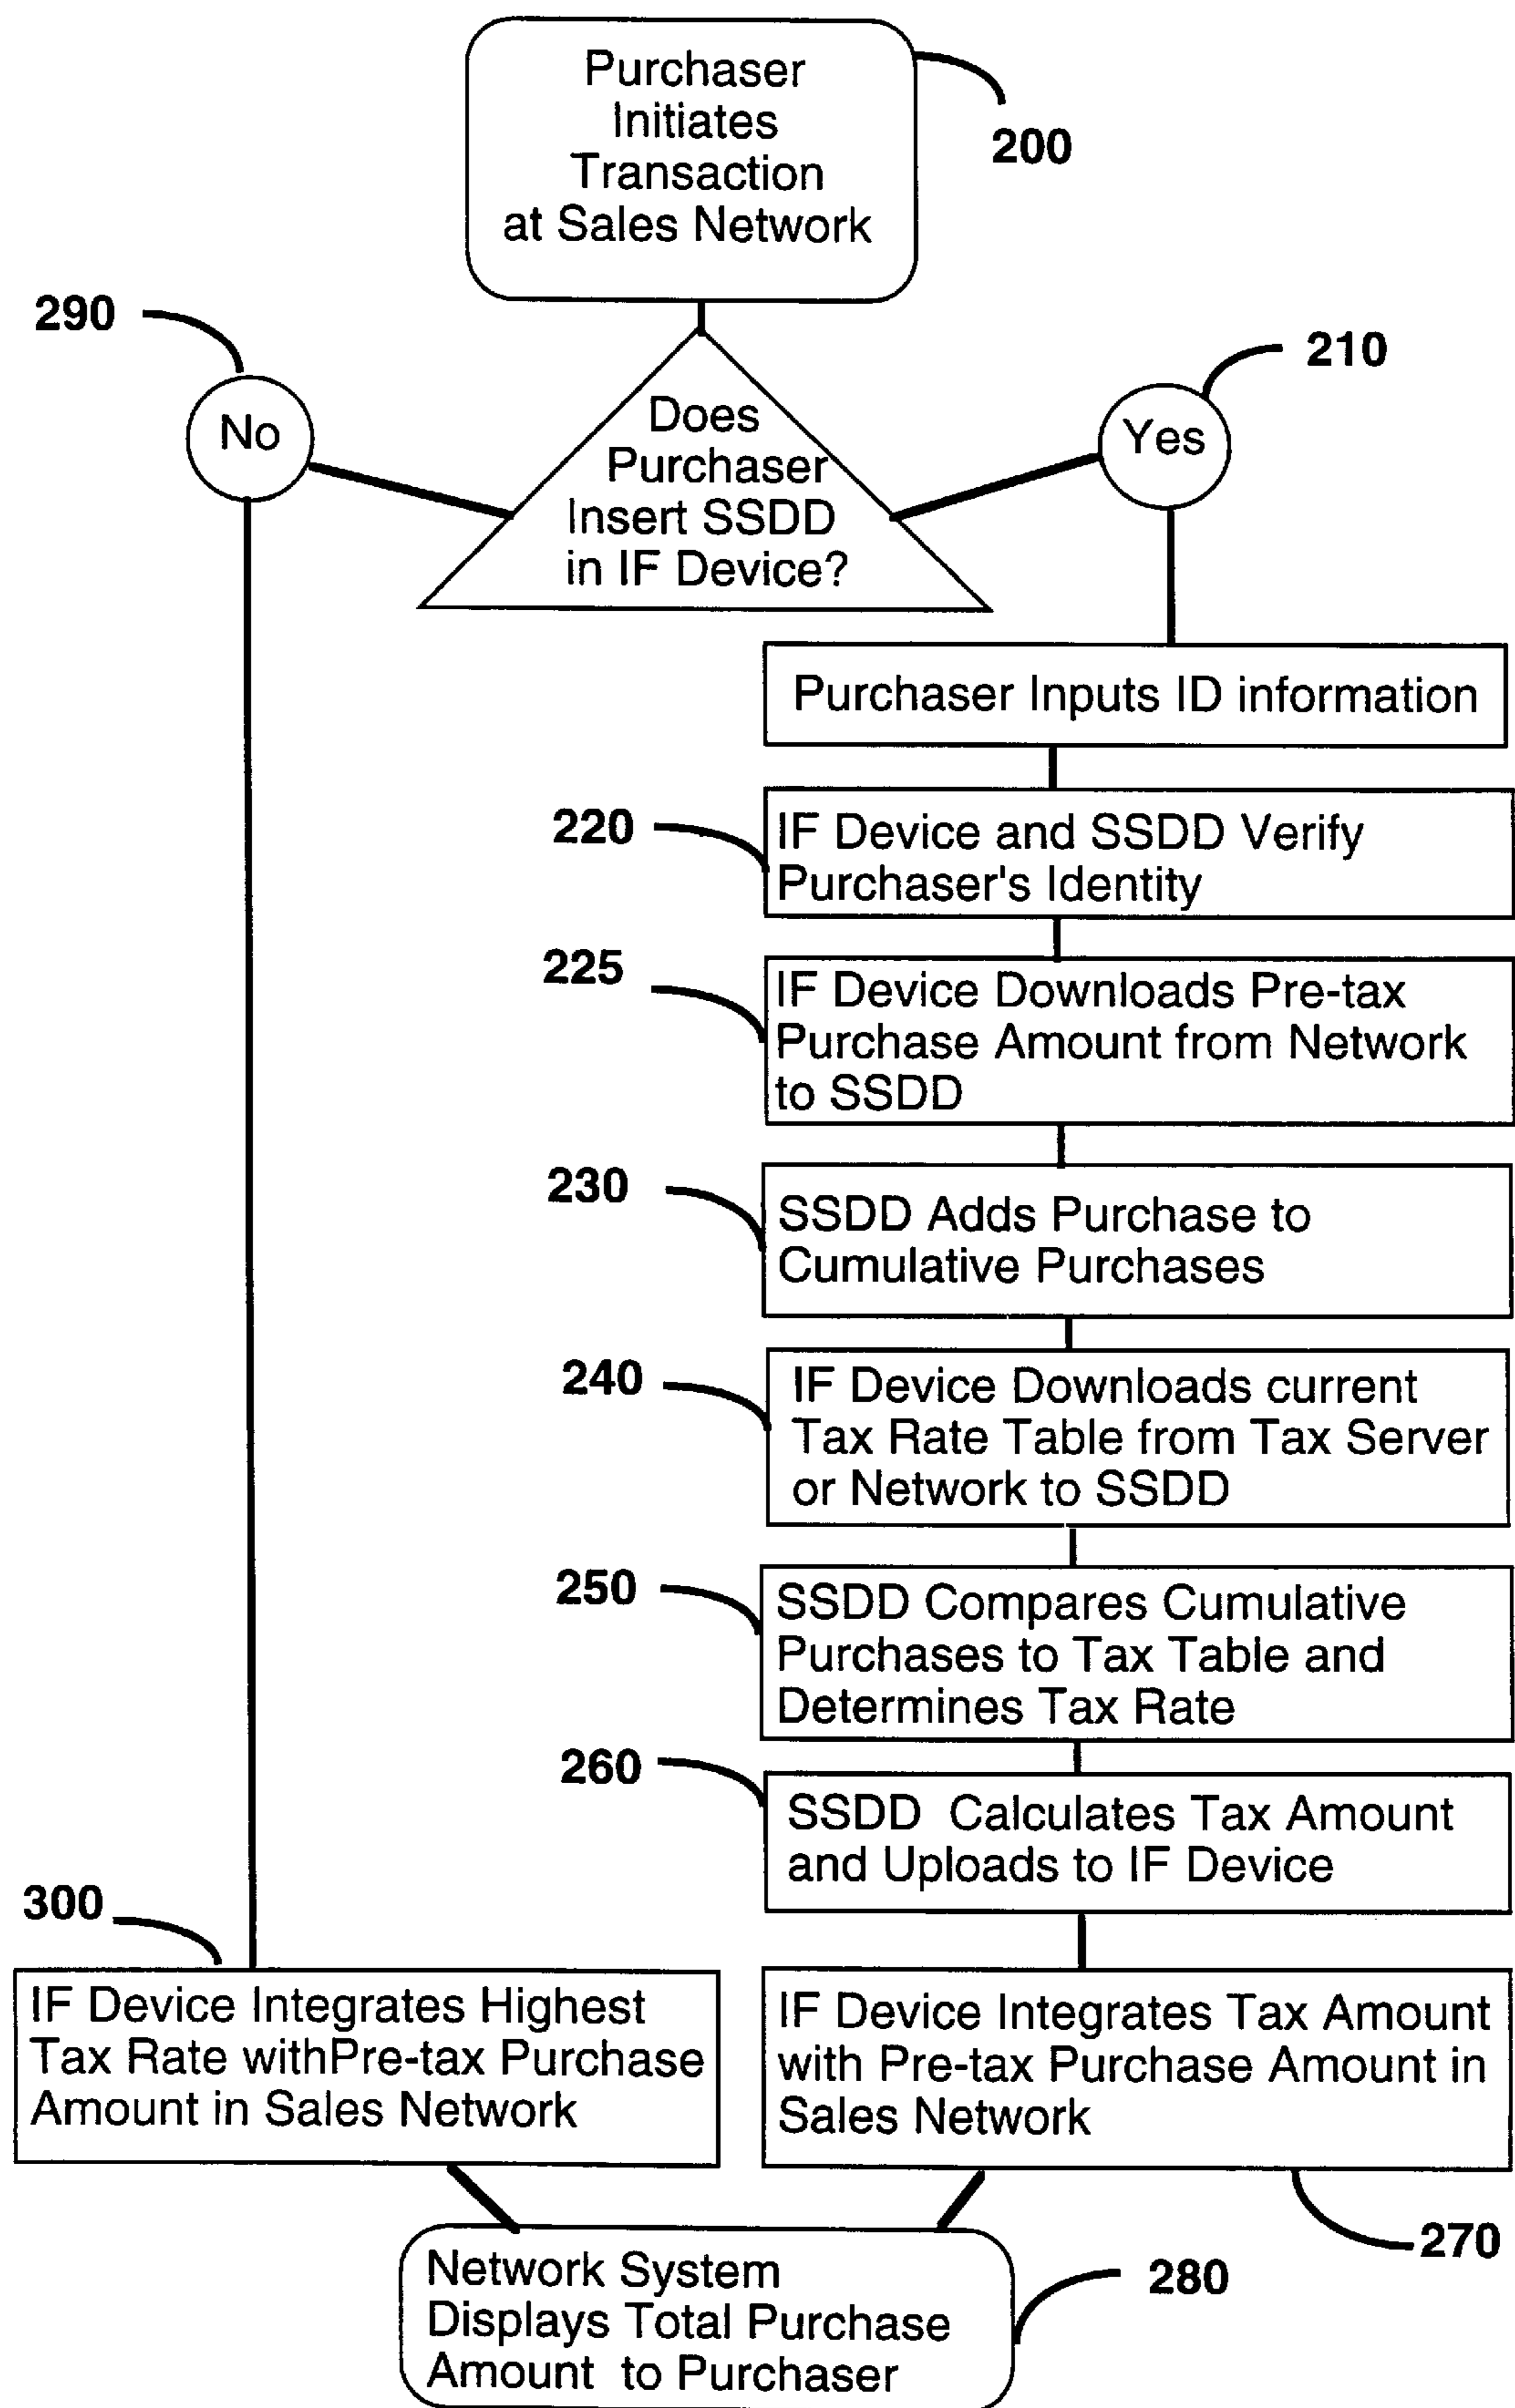 Purchaser
Initiates
Transaction
at Sales Network
200
290
210
No
Does
Purchaser
Insert SSDD
in IF Device?
Yes
Purchaser Inputs ID information
220
IF Device and SSDD Verify
Purchaser's Identity
225
IF Device Downloads Pre-tax
Purchase Amount from Network
to SSDD
230
SSDD Adds Purchase to
Cumulative Purchases
240
IF Device Downloads current
Tax Rate Table from Tax Server
or Network to SSDD
250
SSDD Compares Cumulative
Purchases to Tax Table and
Determines Tax Rate
260
SSDD Calculates Tax Amount
and Uploads to IF Device
300
IF Device Integrates Highest
Tax Rate withPre-tax Purchase
Amount in Sales Network
IF Device Integrates Tax Amount
with Pre-tax Purchase Amount in
Sales Network
270
Network System
Displays Total Purchase
Amount to Purchaser
280